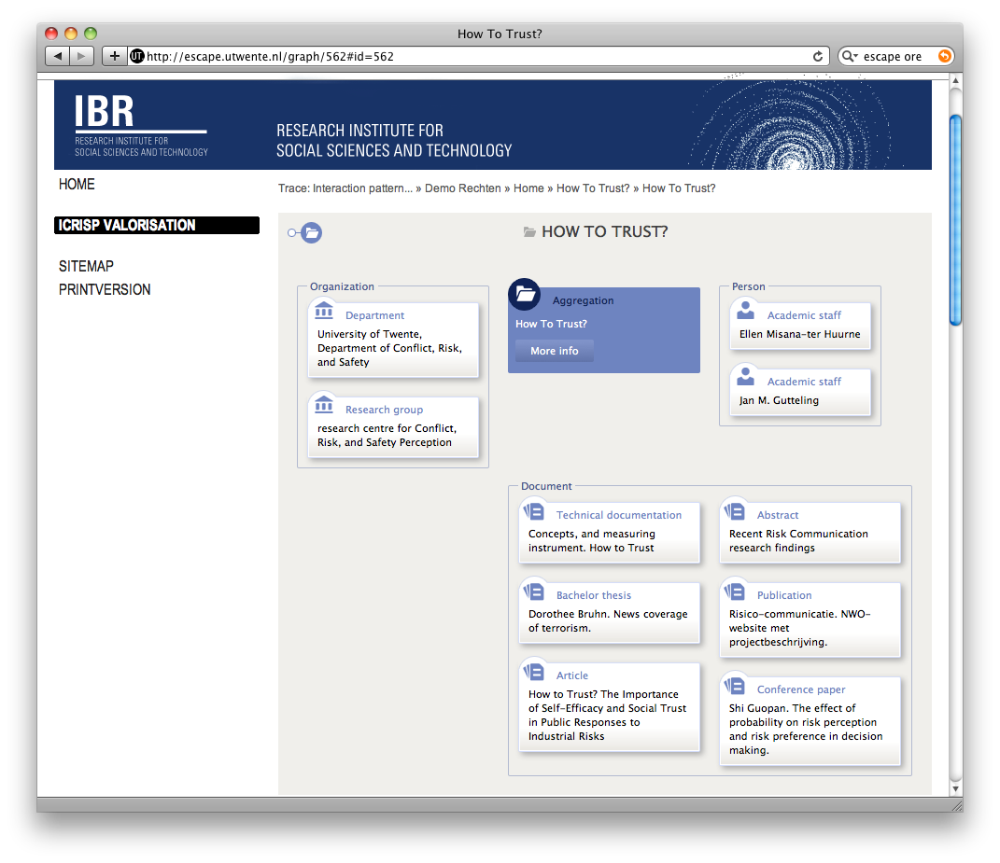 How To Trust?
UT http://escape.utwente.nl/graph/562#id=562
escape ore
IBR
RESEARCH INSTITUTE FOR
SOCIAL SCIENCES AND TECHNOLOGY
RESEARCH INSTITUTE FOR
SOCIAL SCIENCES AND TECHNOLOGY
HOME
ICRISP VALORISATION
SITEMAP
PRINTVERSION
Trace: Interaction pattern... » Demo Rechten » Home » How To Trust? » How To Trust?
HOW TO TRUST?
Organization
Department
University of Twente,
Department of Conflict, Risk,
and Safety
Research group
research centre for Conflict,
Risk, and Safety Perception
Aggregation
How To Trust?
More info
Person
Academic staff
Ellen Misana-ter Huurne
Academic staff
Jan M. Gutteling
Document
Technical documentation
Concepts, and measuring
instrument. How to Trust
Bachelor thesis
Dorothee Bruhn. News coverage
of terrorism.
Article
How to Trust? The Importance
of Self-Efficacy and Social Trust
in Public Responses to
Industrial Risks
Abstract
Recent Risk Communication
research findings
Publication
Risico-communicatie. NWO-
website met
projectbeschrijving.
Conference paper
Shi Guopan. The effect of
probability on risk perception
and risk preference in decision
making.